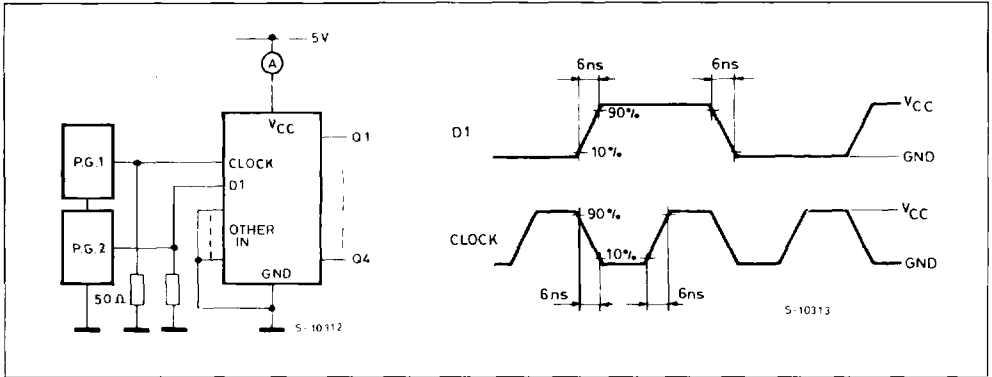 5V
A
VCC
Q1
P.G.1
CLOCK
D1
P.G.2
OTHER
IN
Q4
GND
50Ω
S-10312
6ns
6ns
90%
VCC
D1
10%
GND
90%
VCC
CLOCK
10%
GND
6ns
6ns
S-10313